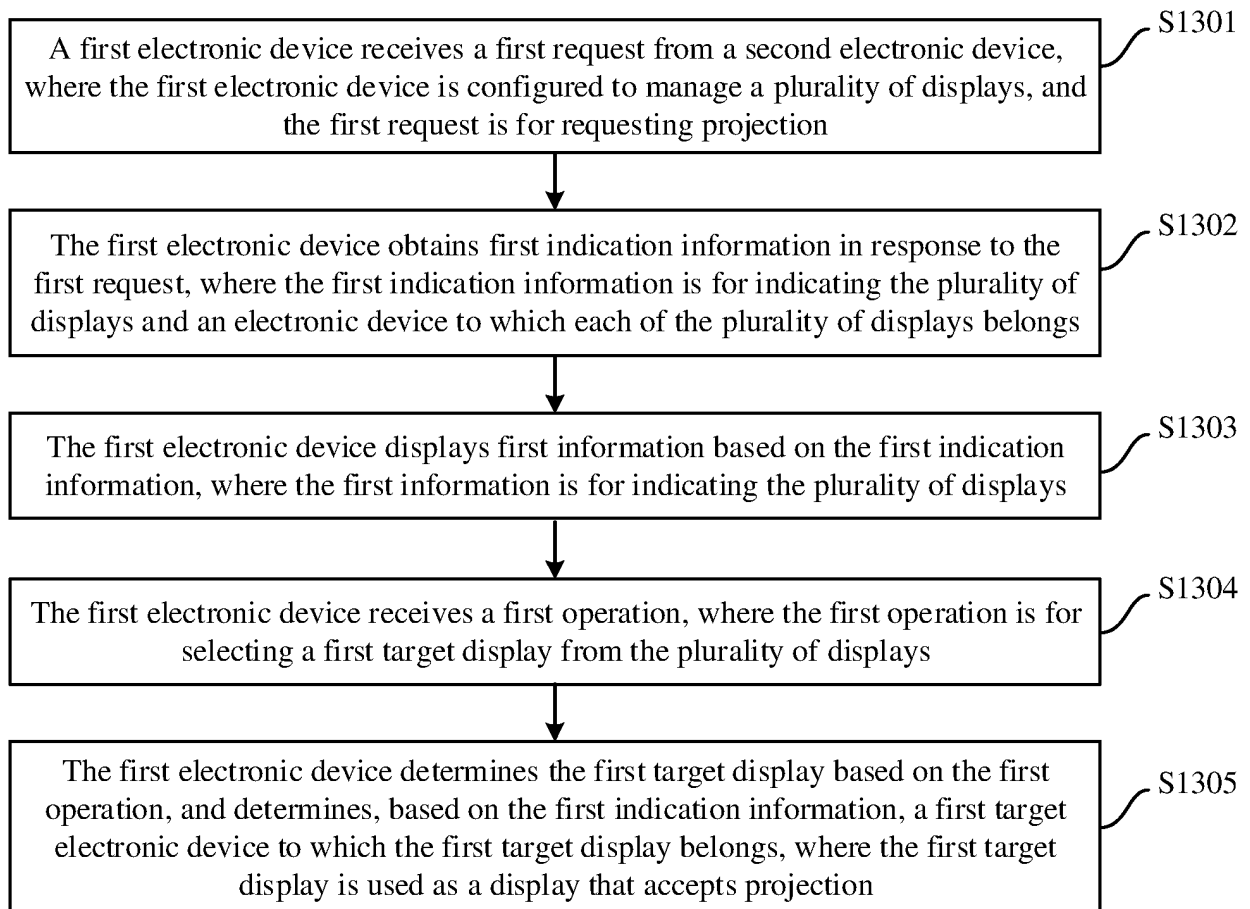 S1301
A first electronic device receives a first request from a second electronic device,
where the first electronic device is configured to manage a plurality of displays, and
the first request is for requesting projection
S1302
The first electronic device obtains first indication information in response to the
first request, where the first indication information is for indicating the plurality of
displays and an electronic device to which each of the plurality of displays belongs
S1303
The first electronic device displays first information based on the first indication
information, where the first information is for indicating the plurality of displays
S1304
The first electronic device receives a first operation, where the first operation is for
selecting a first target display from the plurality of displays
S1305
The first electronic device determines the first target display based on the first
operation, and determines, based on the first indication information, a first target
electronic device to which the first target display belongs, where the first target
display is used as a display that accepts projection